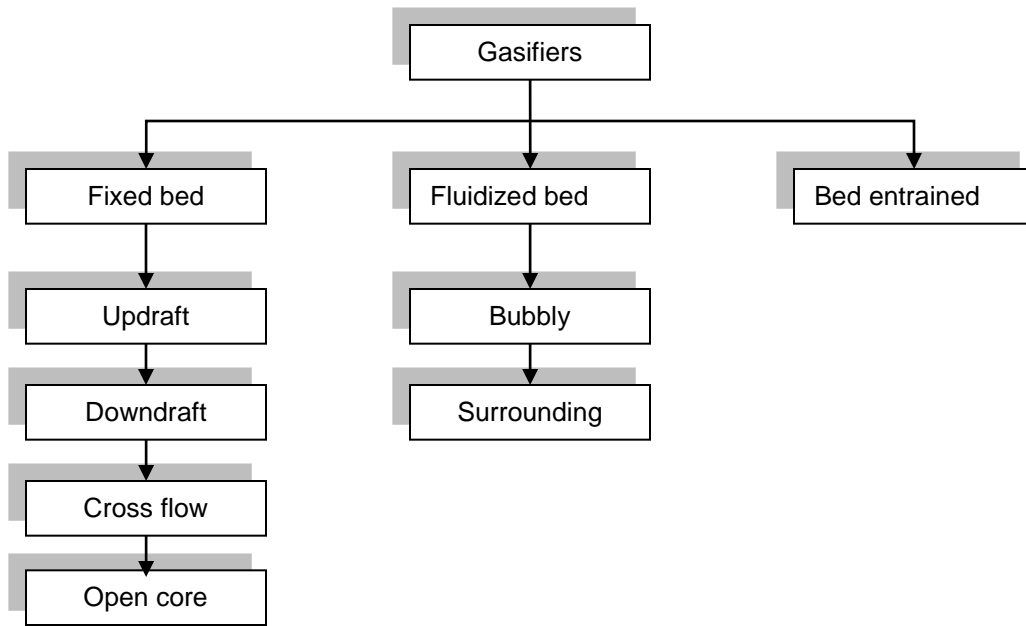 Gasifiers
Fixed bed
Fluidized bed
Bed entrained
Updraft
Bubbly
Downdraft
Surrounding
Cross flow
Open core